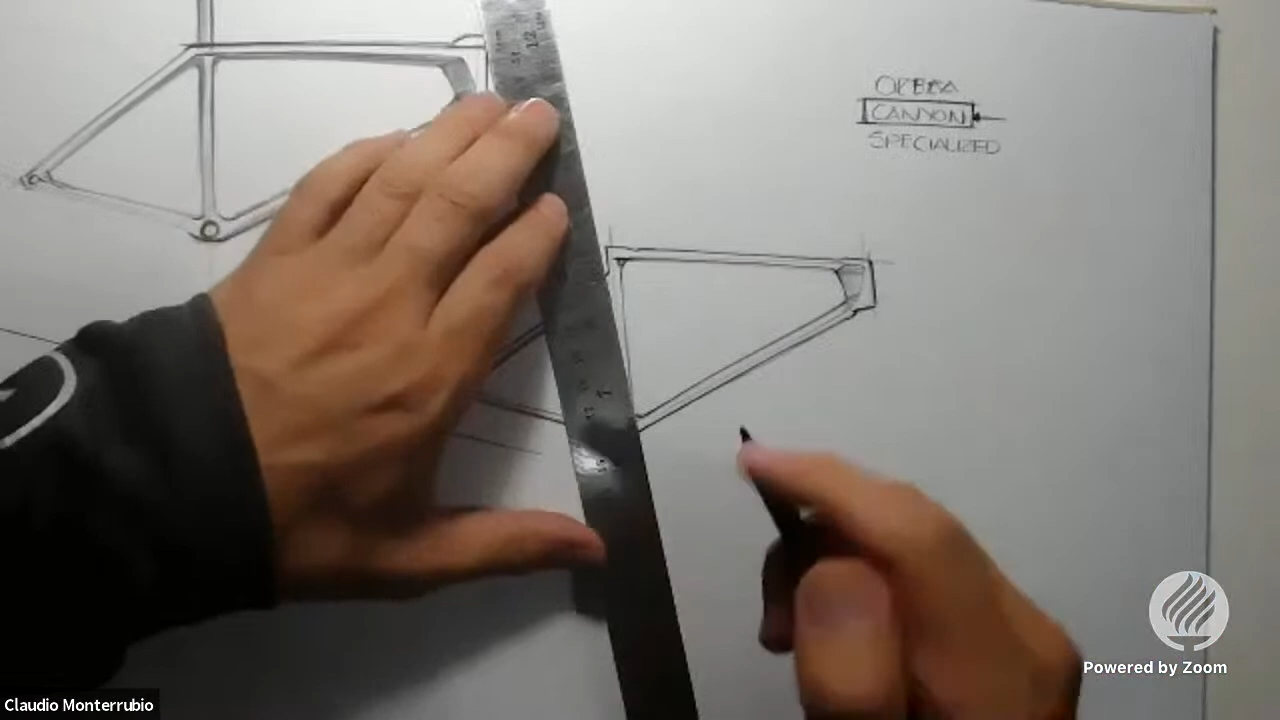 ORBEA
CANYON
SPECIALIZED
Powered by Zoom
Claudio Monterrubio